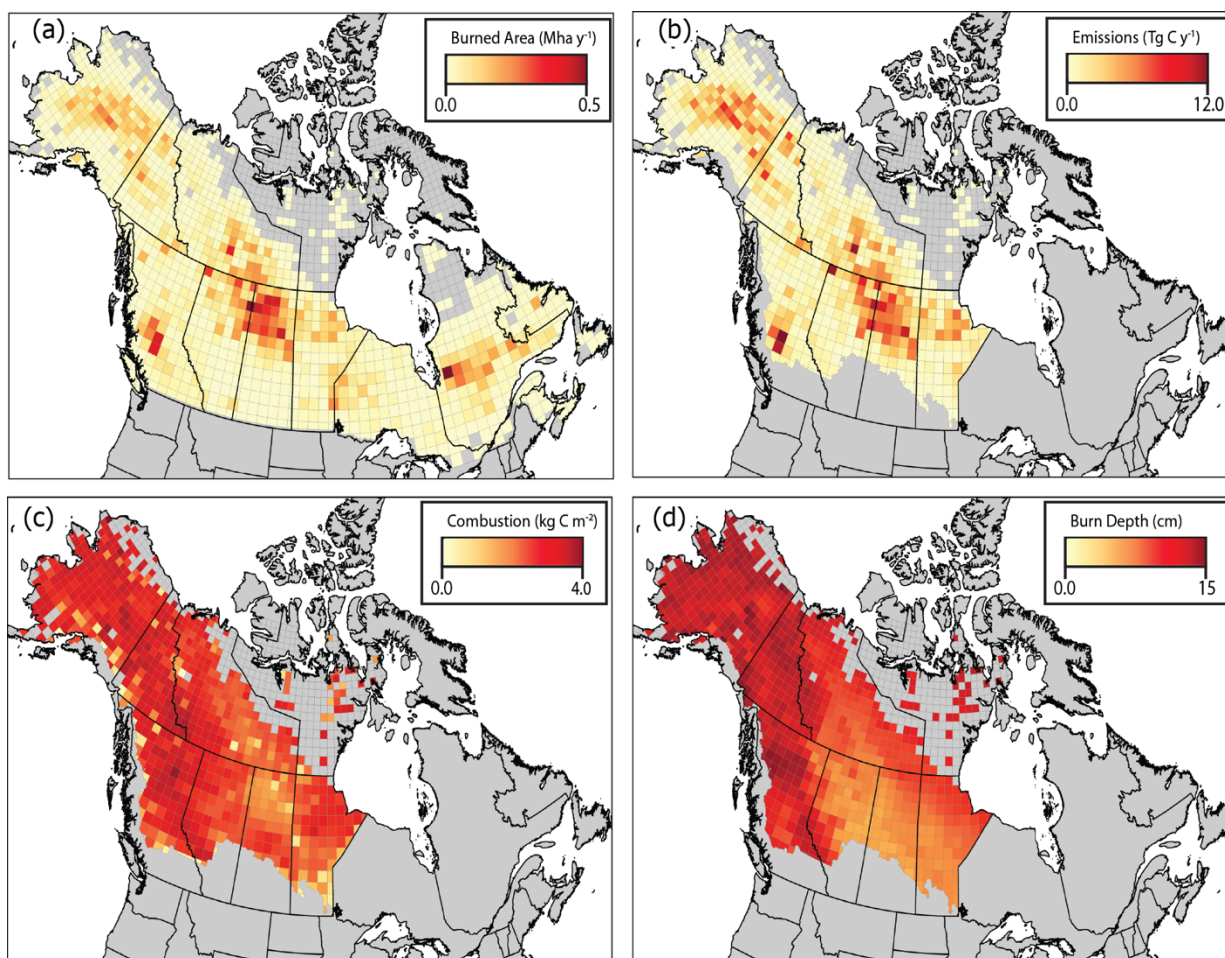 (a)
Burned Area (Mha y⁻¹)
0.0 0.5
(b)
Emissions (Tg C y⁻¹)
0.0 12.0
(c)
Combustion (kg C m⁻²)
0.0 4.0
(d)
Burn Depth (cm)
0.0 15